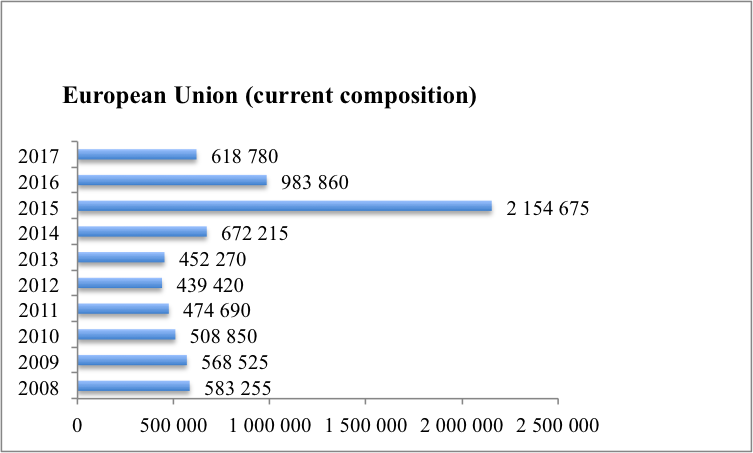 European Union (current composition)
2017 618 780
2016 983 860
2015 2 154 675
2014 672 215
2013 452 270
2012 439 420
2011 474 690
2010 508 850
2009 568 525
2008 583 255
0 500 000 1 000 000 1 500 000 2 000 000 2 500 000